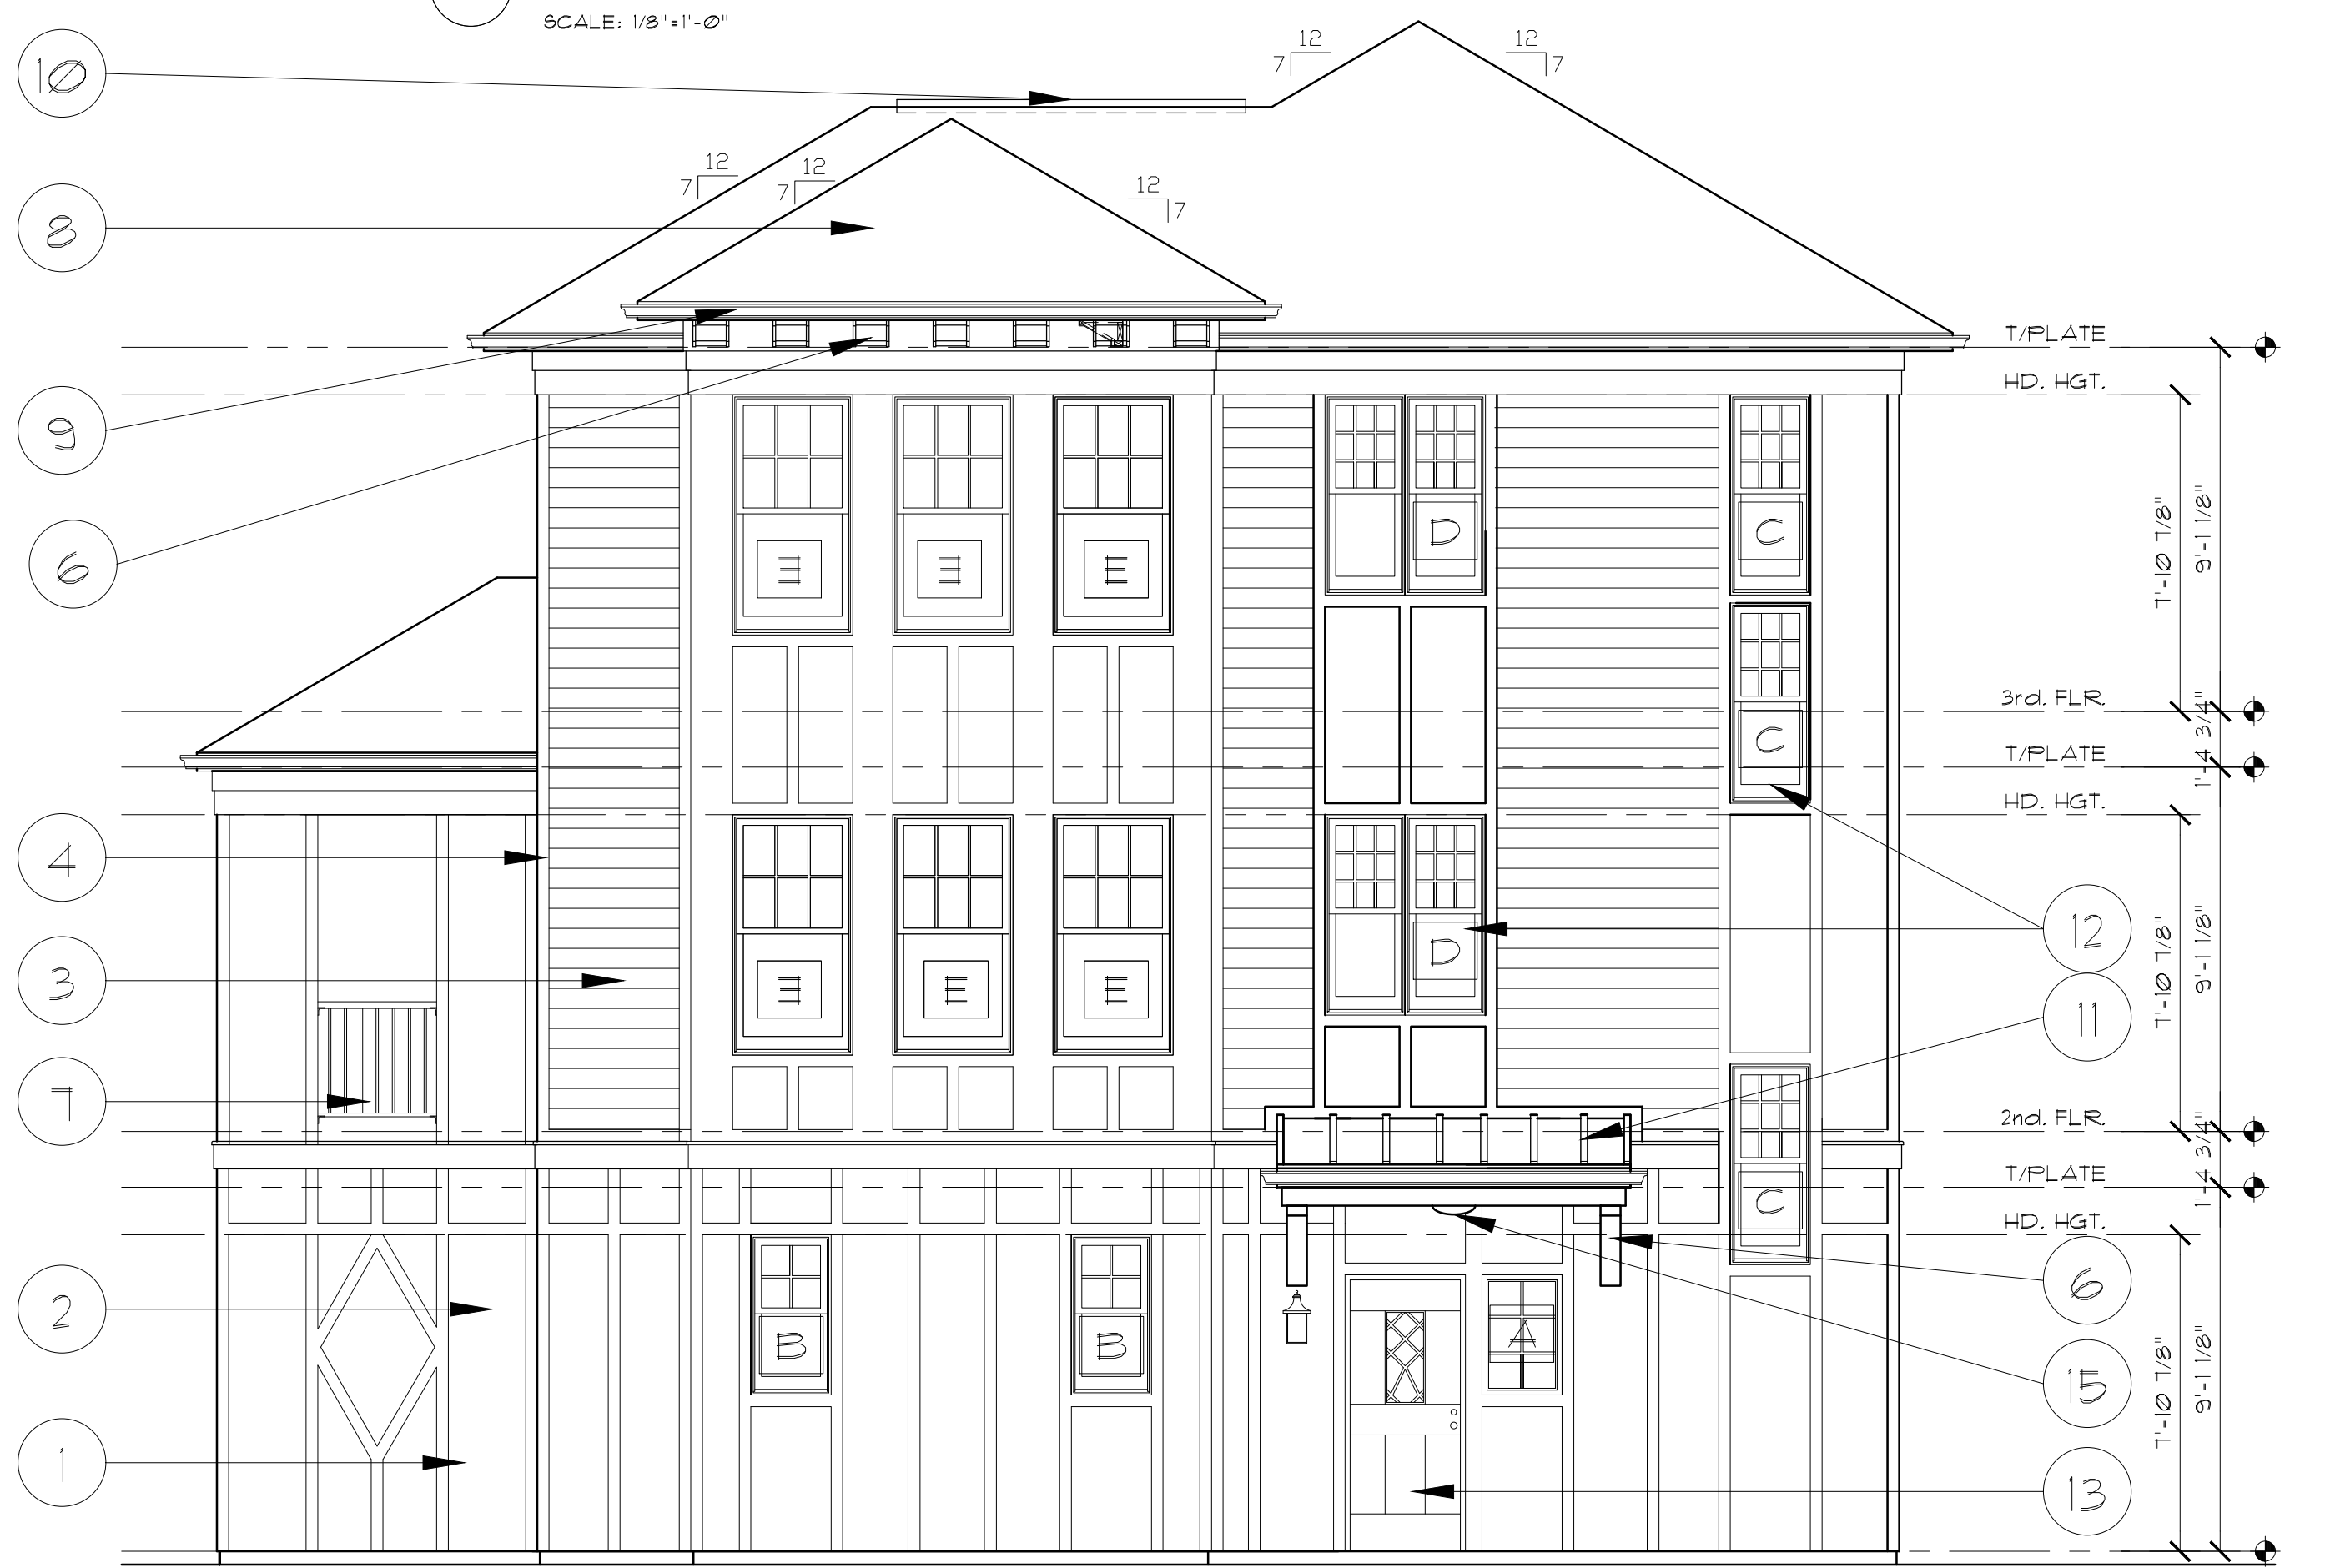 SCALE: 1/8"=1'-0"
10
12
7
12
7
12
7
12
7
12
7
8
T/PLATE
HD. HGT.
9
6
E
E
E
D
C
7'-10 7/8"
9'-1 1/8"
3rd. FLR.
C
1'-4 3/4"
T/PLATE
HD. HGT.
4
12
3
E
E
E
D
7'-10 7/8"
9'-1 1/8"
11
7
2nd. FLR.
1'-4 3/4"
T/PLATE
C
HD. HGT.
6
2
B
B
A
15
7'-10 7/8"
9'-1 1/8"
1
13